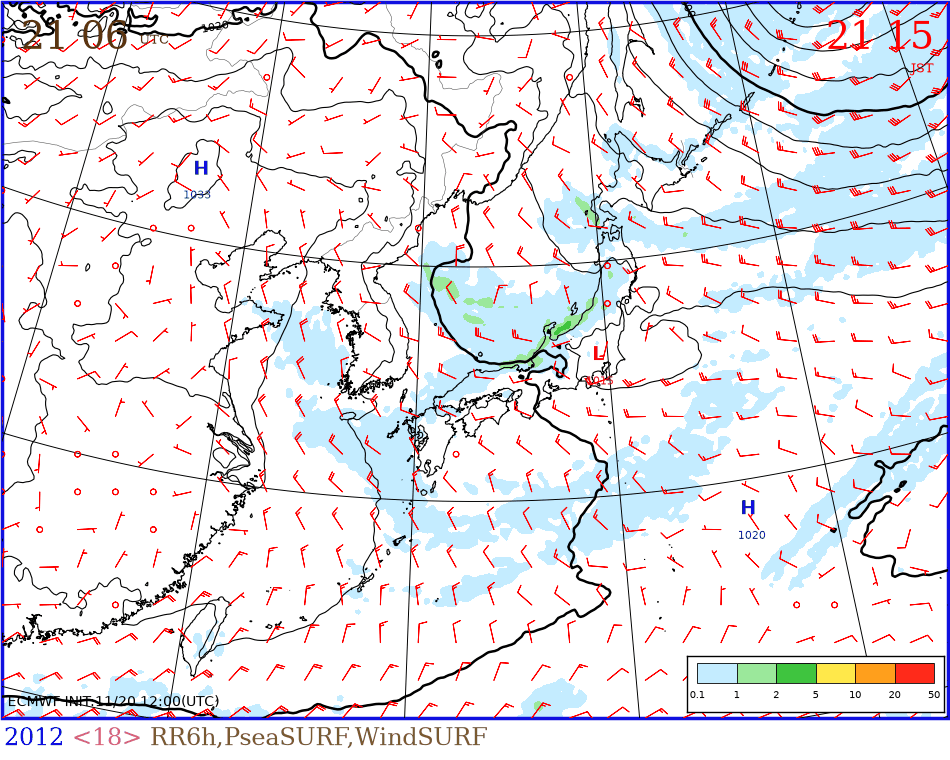 21 06 UTC
21 15 JST
1020
H
1035
L
H
1020
0.1 1 2 5 10 20 50
ECMWF INIT:11/20 12:00(UTC)
2012 <18> RR6h,PseaSURF,WindSURF